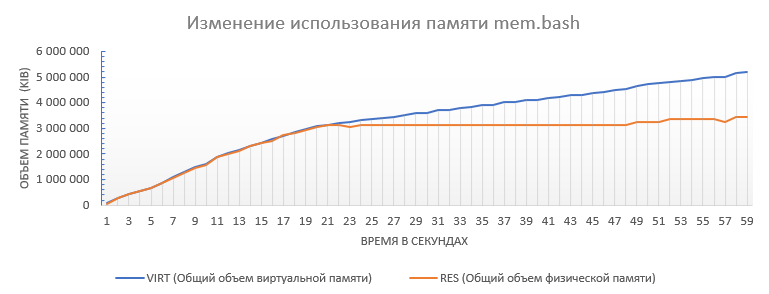 Изменение использования памяти mem.bash
ОБЪЕМ ПАМЯТИ (KIB)
6 000 000
5 000 000
4 000 000
3 000 000
2 000 000
1 000 000
0
1 3 5 7 9 11 13 15 17 19 21 23 25 27 29 31 33 35 37 39 41 43 45 47 49 51 53 55 57 59
ВРЕМЯ В СЕКУНДАХ
VIRT (Общий объем виртуальной памяти) RES (Общий объем физической памяти)